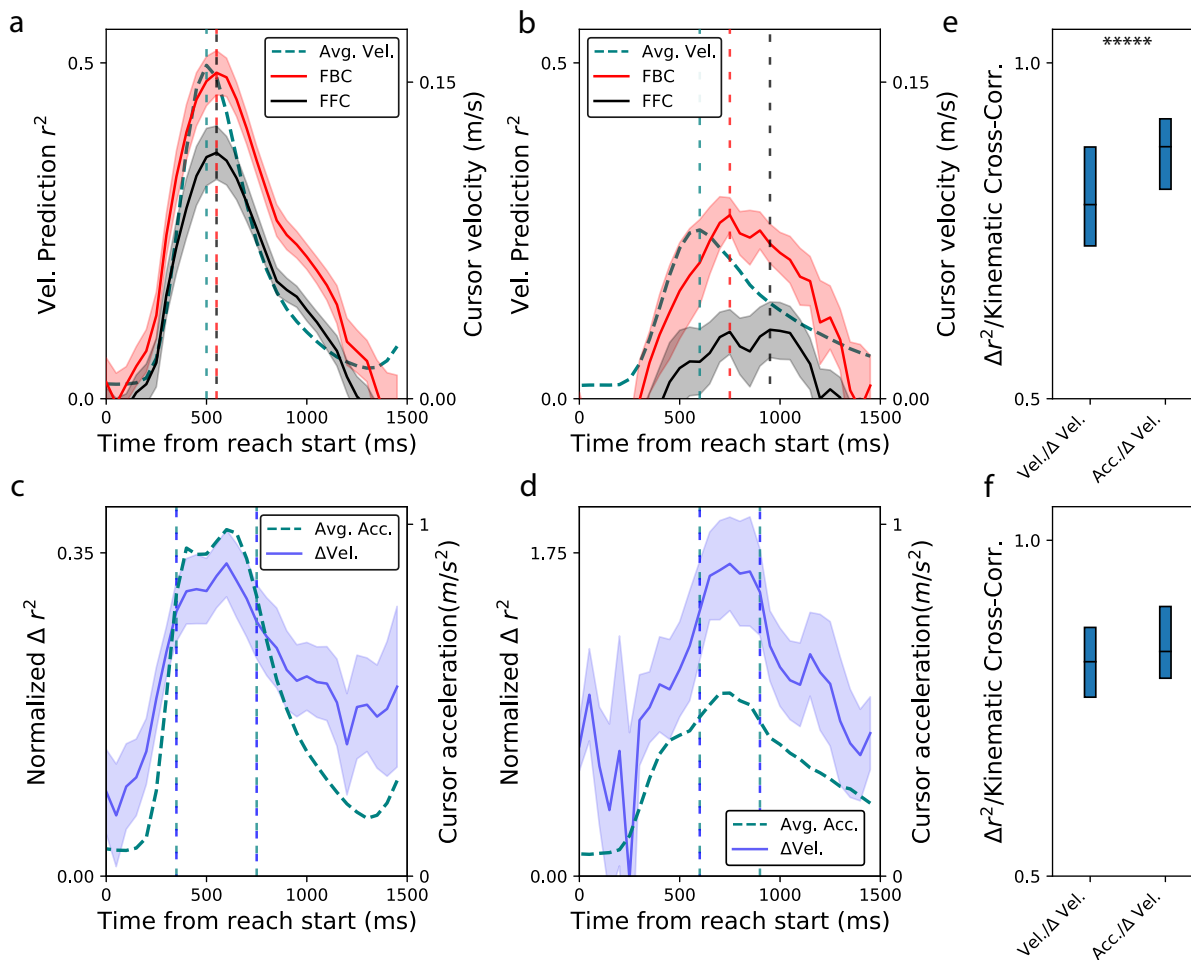 a
Vel. Prediction r²
0.5
0.0
Avg. Vel.
FBC
FFC
0.15
0.00
Cursor velocity (m/s)
0 500 1000 1500
Time from reach start (ms)
b
Vel. Prediction r²
0.5
0.0
Avg. Vel.
FBC
FFC
0.15
0.00
Cursor velocity (m/s)
0 500 1000 1500
Time from reach start (ms)
e
Δr²/Kinematic Cross-Corr.
1.0
0.5
*****
Vel./Δ Vel.
Acc./Δ Vel.
c
Normalized Δ r²
0.35
0.00
Avg. Acc.
ΔVel.
1
0
Cursor acceleration(m/s²)
0 500 1000 1500
Time from reach start (ms)
d
Normalized Δ r²
1.75
0.00
Avg. Acc.
ΔVel.
1
0
Cursor acceleration(m/s²)
0 500 1000 1500
Time from reach start (ms)
f
Δr²/Kinematic Cross-Corr.
1.0
0.5
Vel./Δ Vel.
Acc./Δ Vel.